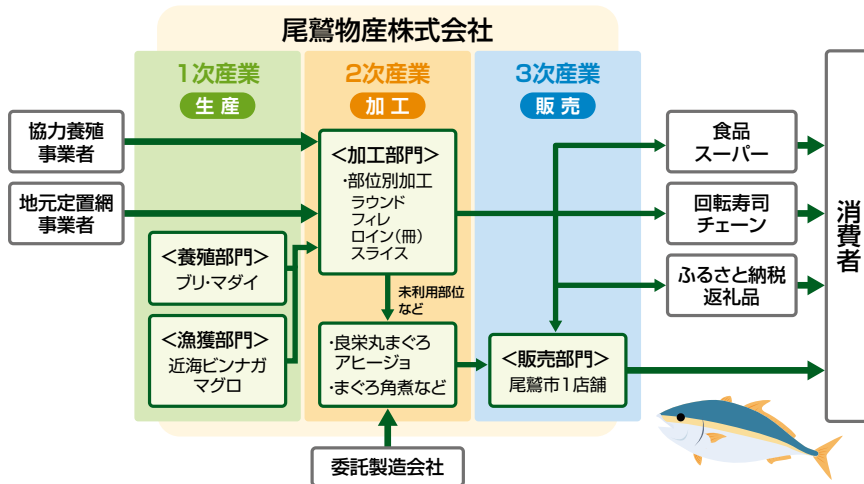 尾鷲物産株式会社
1次産業
生 産
2次産業
加 工
3次産業
販 売
協力養殖
事業者
地元定置網
事業者
<養殖部門>
ブリ・マダイ
<漁獲部門>
近海ビンナガ
マグロ
<加工部門>
・部位別加工
ラウンド
フィレ
ロイン(冊)
スライス
未利用部位
など
・良栄丸まぐろ
アヒージョ
・まぐろ角煮など
委託製造会社
<販売部門>
尾鷲市1店舗
食品
スーパー
回転寿司
チェーン
ふるさと納税
返礼品
消費者